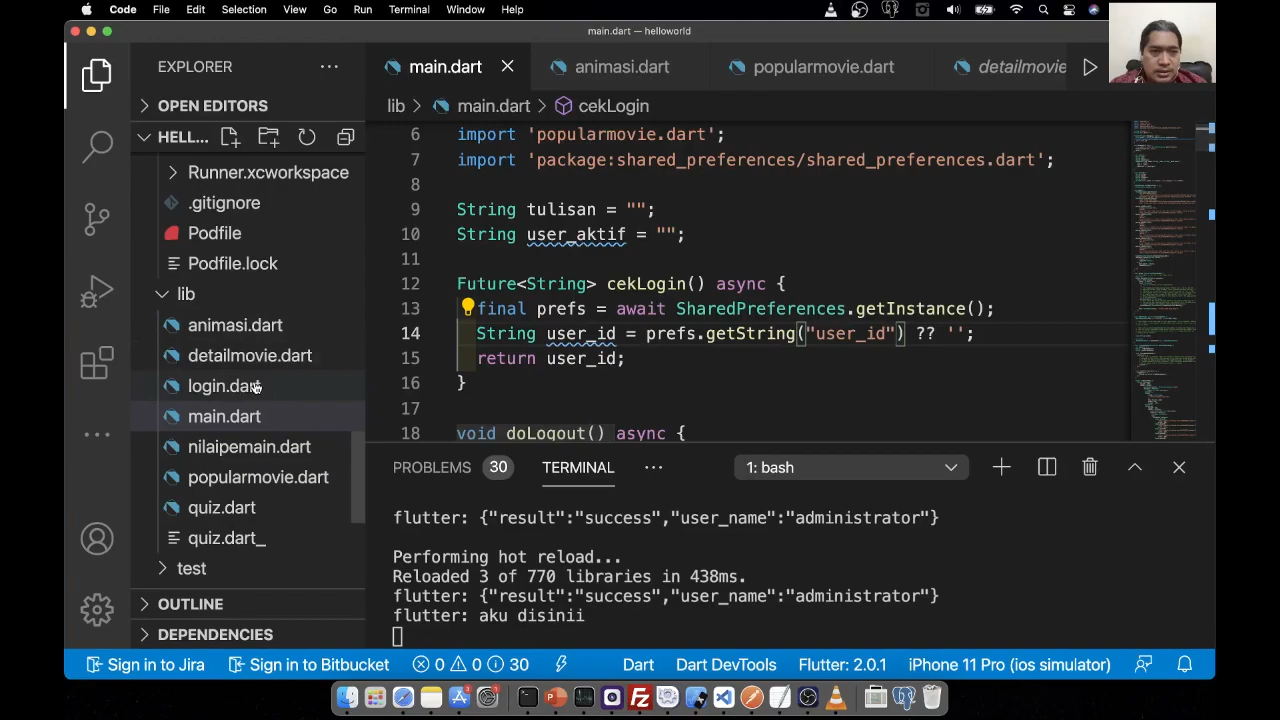 Code File Edit Selection View Go Run Terminal Window Help
main.dart — helloworld
EXPLORER
main.dart
animasi.dart
popularmovie.dart
detailmovie
lib > main.dart > cekLogin
OPEN EDITORS
HELL...
Runner.xcworkspace
.gitignore
Podfile
Podfile.lock
lib
animasi.dart
detailmovie.dart
login.dart
main.dart
nilaipemain.dart
popularmovie.dart
quiz.dart
quiz.dart_
test
OUTLINE
DEPENDENCIES
6 import 'popularmovie.dart';
7 import 'package:shared_preferences/shared_preferences.dart';
8
9 String tulisan = "";
10 tring user_aktif = "";
11
12 uture<String> cekLogin() async {
13 nal s = await SharedPreferences.getInstance();
14 string user_id = prefs.getString("user_id") ?? '';
15 return user_id;
16 }
17
18 id doLogout() async {
PROBLEMS 30 TERMINAL 1: bash
flutter: {"result":"success","user_name":"administrator"}
Performing hot reload...
Reloaded 3 of 770 libraries in 438ms.
flutter: {"result":"success","user_name":"administrator"}
flutter: aku disinii
Sign in to Jira Sign in to Bitbucket 0 0 30 Dart Dart DevTools Flutter: 2.0.1 iPhone 11 Pro (ios simulator)